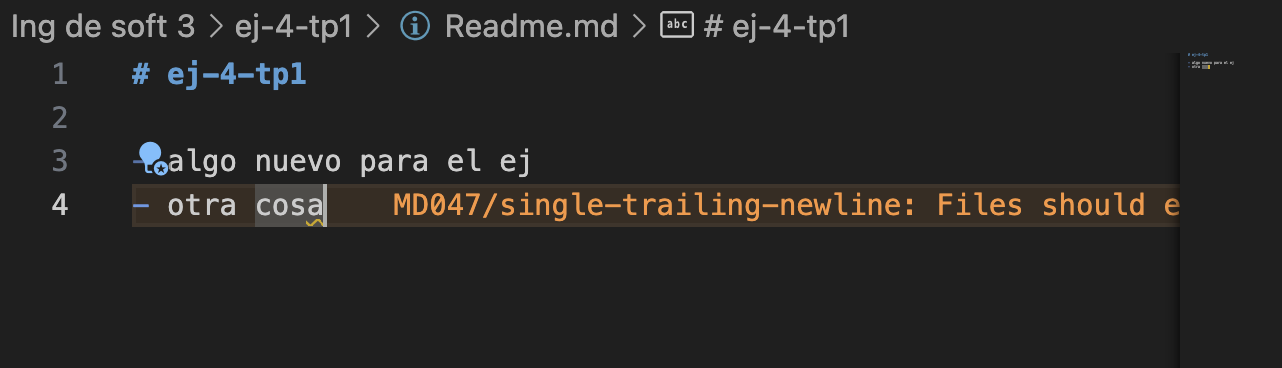 Ing de soft 3 > ej-4-tp1 > Readme.md > abc # ej-4-tp1
1 # ej-4-tp1
2
3 - algo nuevo para el ej
4 - otra cosa MD047/single-trailing-newline: Files should e